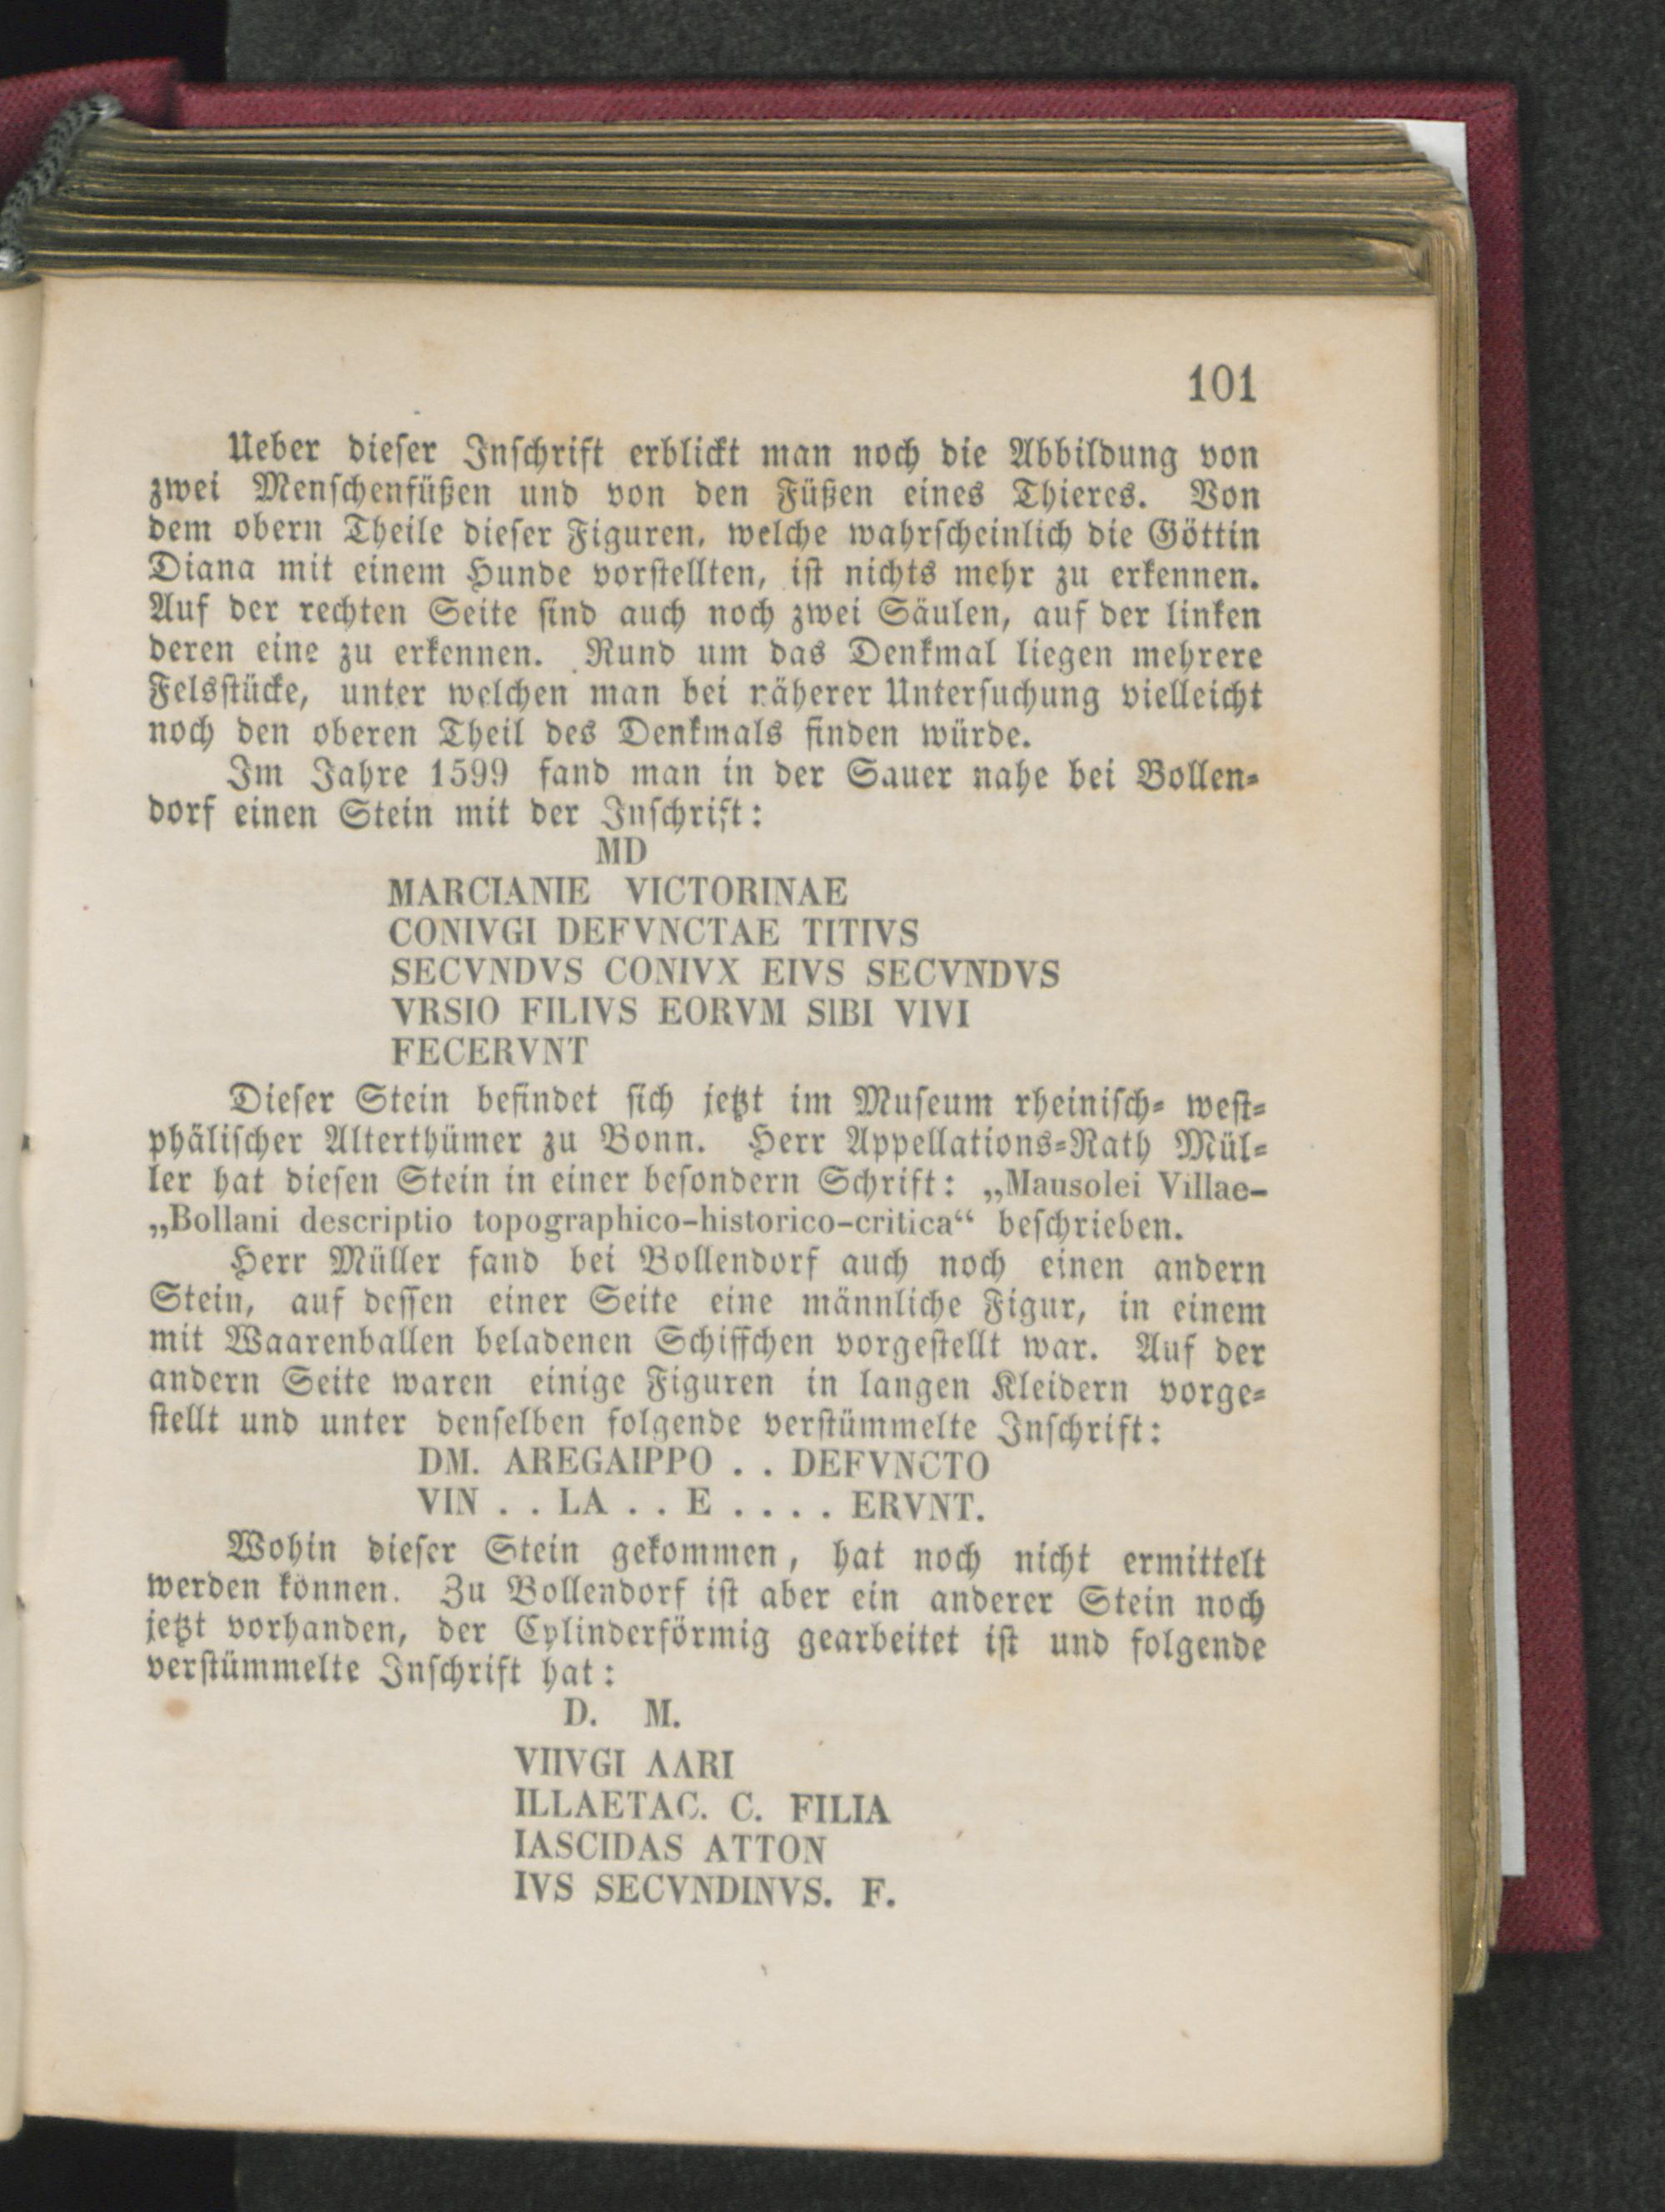 101
Ueber dieser Inschrift erblickt man noch die Abbildung von
zwei Menschenfüßen und von den Füßen eines Thieres. Von
dem obern Theile dieser Figuren, welche wahrscheinlich die Göttin
Diana mit einem Hunde vorstellten, ist nichts mehr zu erkennen.
Auf der rechten Seite sind auch noch zwei Säulen, auf der linken
deren eine zu erkennen. Rund um das Denkmal liegen mehrere
Felsstücke, unter welchen man bei näherer Untersuchung vielleicht
noch den oberen Theil des Denkmals finden würde.
Im Jahre 1599 fand man in der Sauer nahe bei Bollen-
dorf einen Stein mit der Inschrift:
MD
MARCIANIE VICTORINAE
CONIVGI DEFVNCTAE TITIVS
SECVNDVS CONIVX EIVS SECVNDVS
VRSIO FILIVS EORVM SIBI VIVI
FECERVNT
Dieser Stein befindet sich jetzt im Museum rheinisch- west-
phälischer Alterthümer zu Bonn. Herr Appellations-Rath Mül-
ler hat diesen Stein in einer besondern Schrift: „Mausolei Villae-
„Bollani descriptio topographico-historico-critica“ beschrieben.
Herr Müller fand bei Bollendorf auch noch einen andern
Stein, auf dessen einer Seite eine männliche Figur, in einem
mit Waarenballen beladenen Schiffchen vorgestellt war. Auf der
andern Seite waren einige Figuren in langen Kleidern vorge-
stellt und unter denselben folgende verstümmelte Inschrift:
DM. AREGAIPPO . . DEFVNCTO
VIN . . LA . . E . . . . ERVNT.
Wohin dieser Stein gekommen, hat noch nicht ermittelt
werden können. Zu Bollendorf ist aber ein anderer Stein noch
jetzt vorhanden, der Cylinderförmig gearbeitet ist und folgende
verstümmelte Inschrift hat:
D. M.
VIIVGI AARI
ILLAETAC. C. FILIA
IASCIDAS ATTON
IVS SECVNDINVS. F.